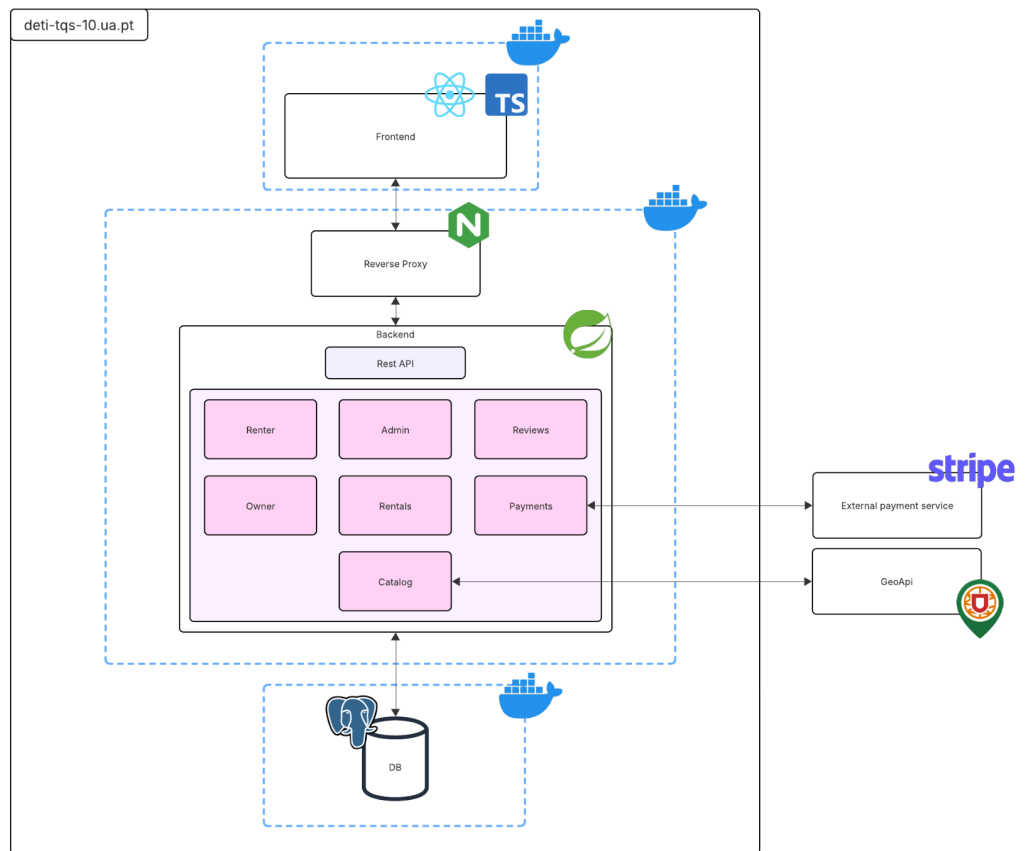 deti-tqs-10.ua.pt
TS
Frontend
N
Reverse Proxy
Backend
Rest API
Renter
Admin
Reviews
Owner
Rentals
Payments
stripe
External payment service
Catalog
GeoApi
DB